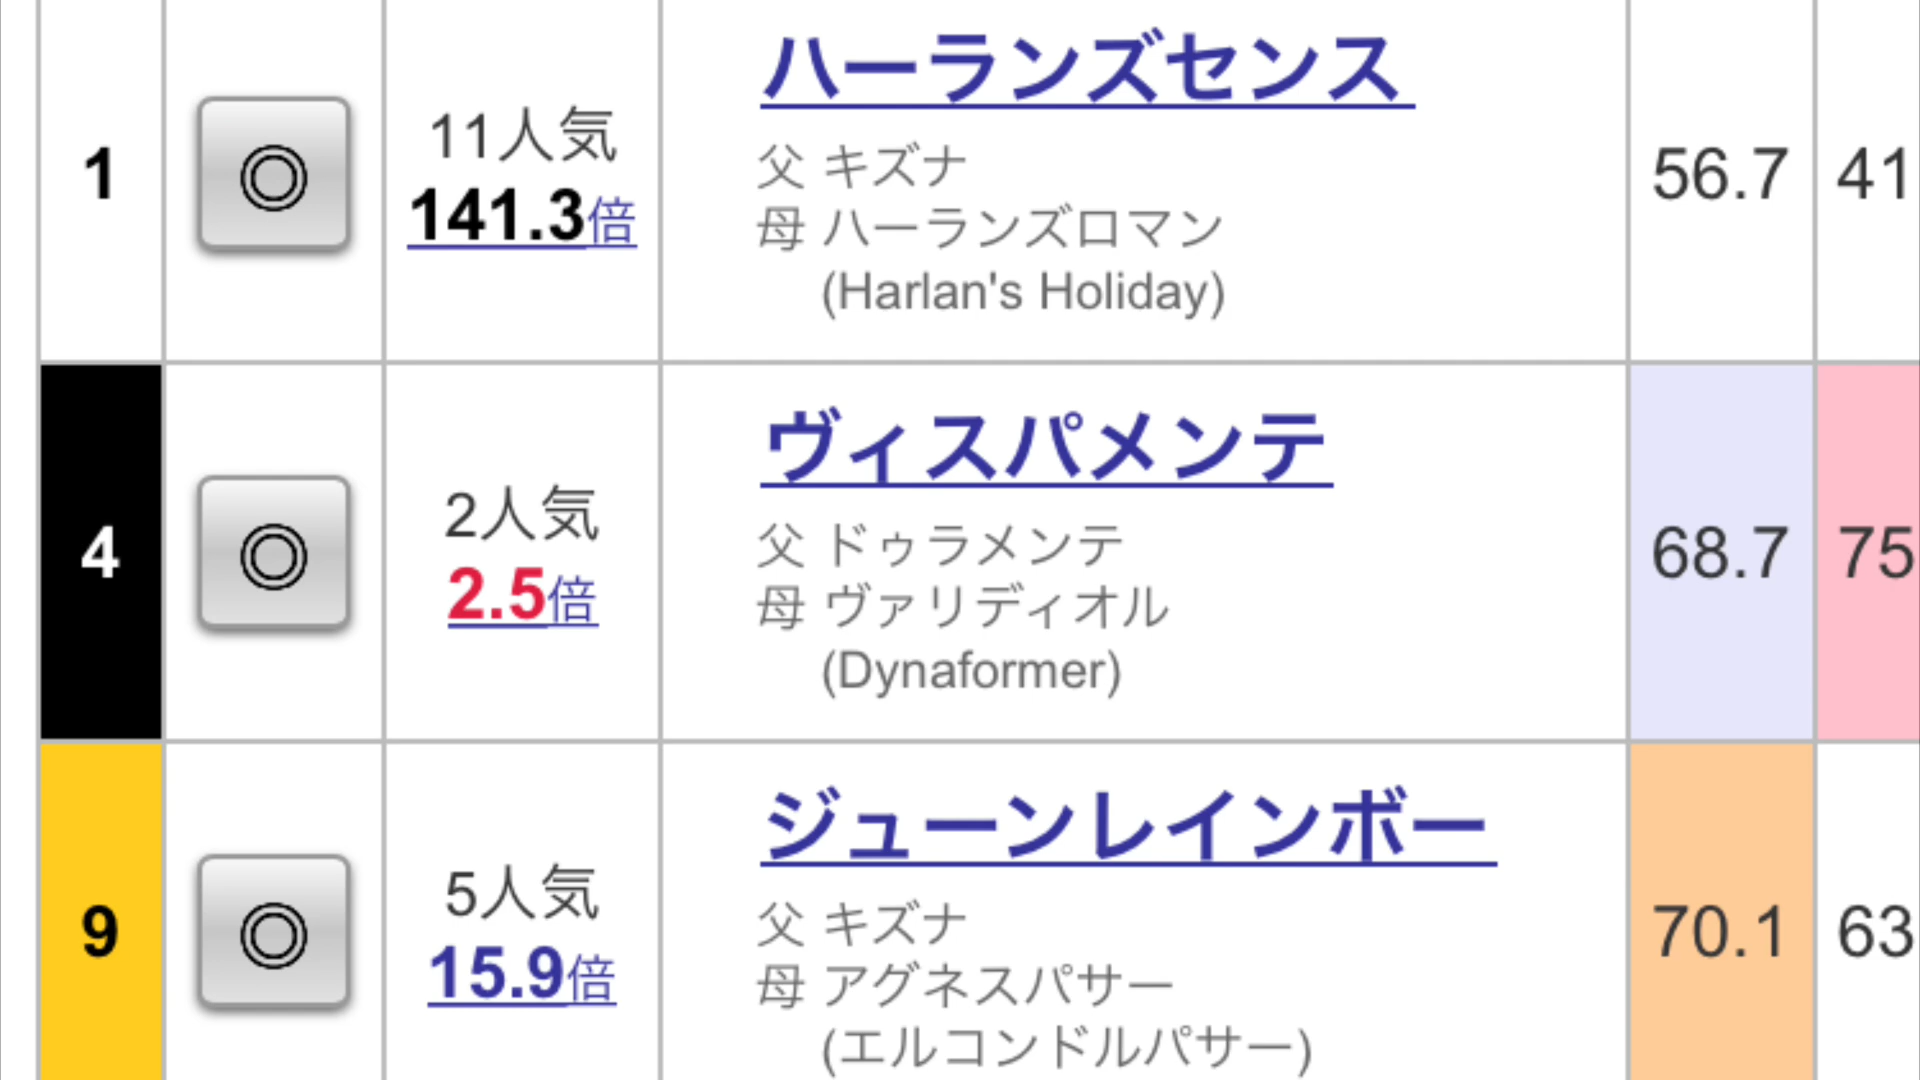 1
◎
11人気
141.3倍
ハーランズセンス
父 キズナ
母 ハーランズロマン
(Harlan's Holiday)
56.7
41
4
◎
2人気
2.5倍
ヴィスパメンテ
父 ドゥラメンテ
母 ヴァリディオル
(Dynaformer)
68.7
75
9
◎
5人気
15.9倍
ジューンレインボー
父 キズナ
母 アグネスパサー
(エルコンドルパサー)
70.1
63